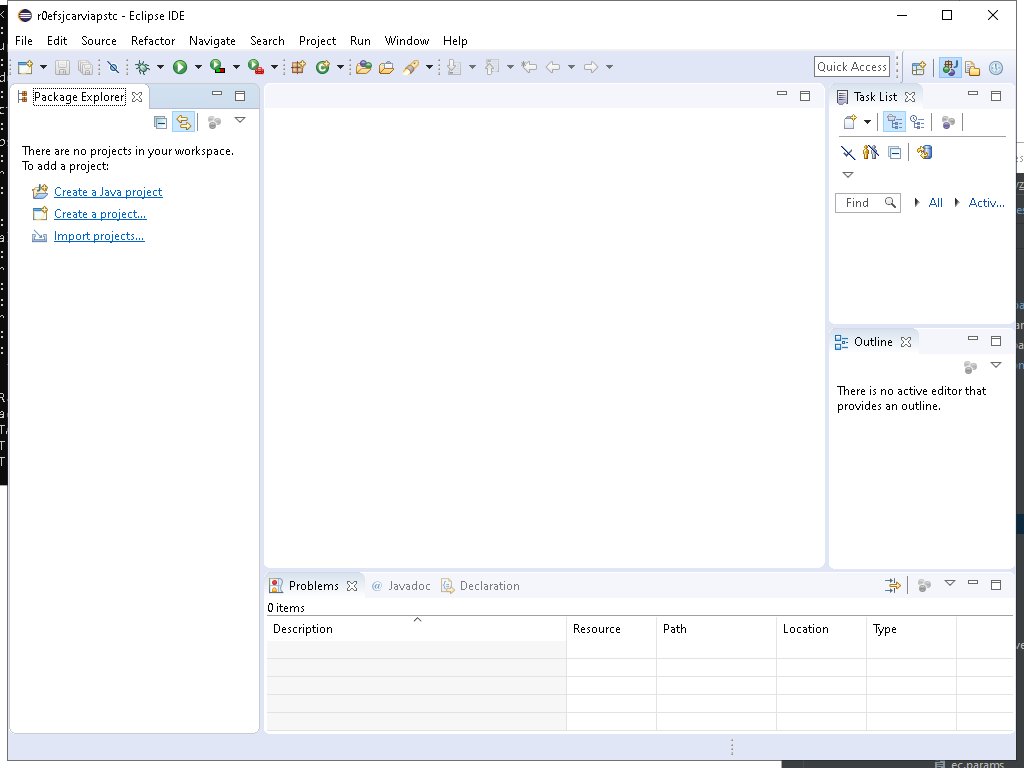 r0efsjcarviapstc - Eclipse IDE
File Edit Source Refactor Navigate Search Project Run Window Help
Quick Access
Package Explorer
Task List
There are no projects in your workspace.
To add a project:
Create a Java project
Create a project...
Import projects...
Find
All
Activ...
Outline
There is no active editor that
provides an outline.
Problems
@ Javadoc
Declaration
0 items
Description Resource Path Location Type
ec.params